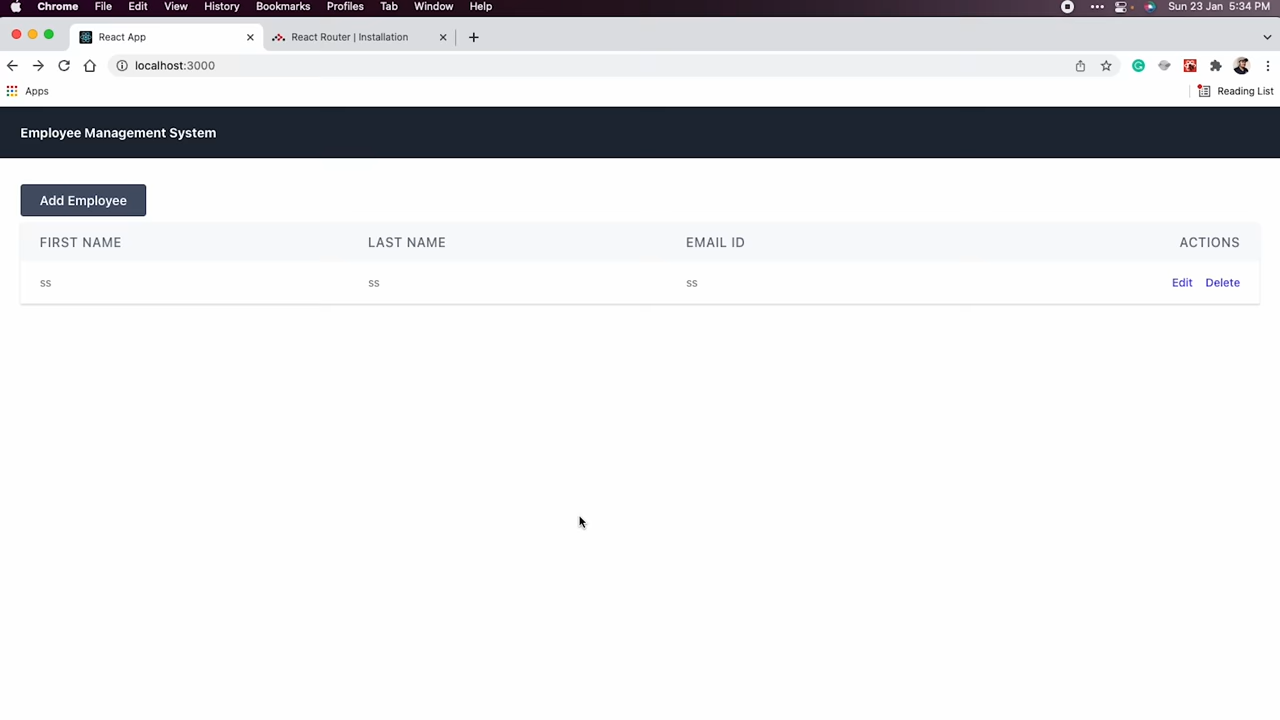 Chrome File Edit View History Bookmarks Profiles Tab Window Help Sun 23 Jan 5:34 PM
React App React Router | Installation
localhost:3000
Apps Reading List
Employee Management System
Add Employee
FIRST NAME LAST NAME EMAIL ID ACTIONS
ss ss ss Edit Delete